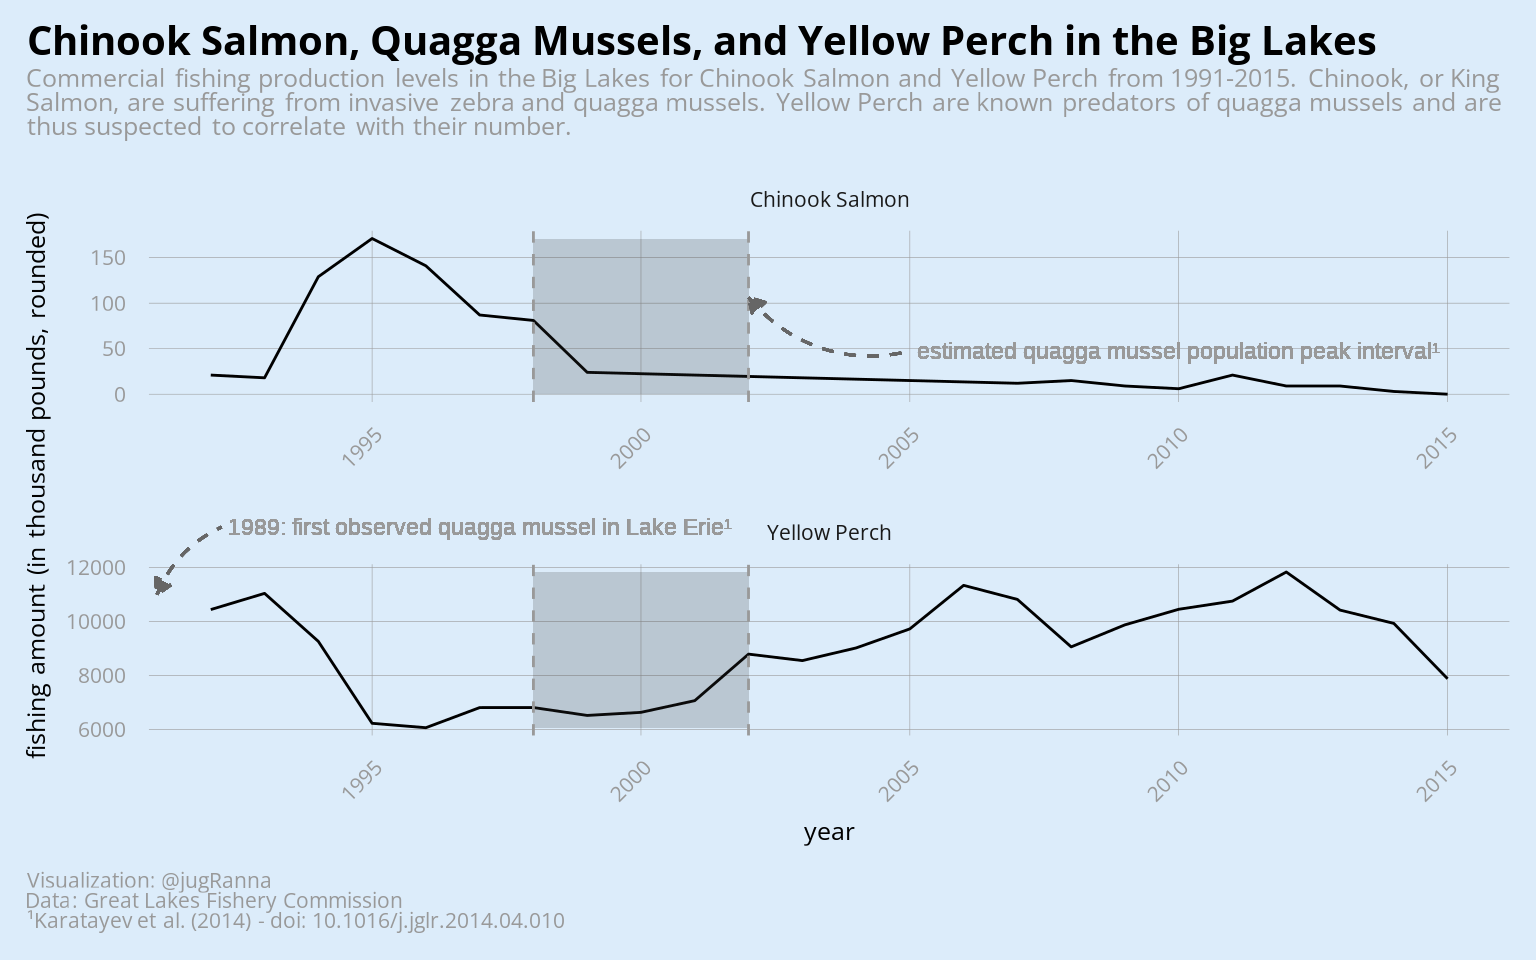 Chinook Salmon, Quagga Mussels, and Yellow Perch in the Big Lakes
Commercial fishing production levels in the Big Lakes for Chinook Salmon and Yellow Perch from 1991-2015. Chinook, or King
Salmon, are suffering from invasive zebra and quagga mussels. Yellow Perch are known predators of quagga mussels and are
thus suspected to correlate with their number.
fishing amount (in thousand pounds, rounded)
Chinook Salmon
150
100
50
0
estimated quagga mussel population peak interval¹
1995
2000
2005
2010
2015
1989: first observed quagga mussel in Lake Erie¹
Yellow Perch
12000
10000
8000
6000
1995
2000
2005
2010
2015
year
Visualization: @jugRanna
Data: Great Lakes Fishery Commission
¹Karatayev et al. (2014) - doi: 10.1016/j.jglr.2014.04.010